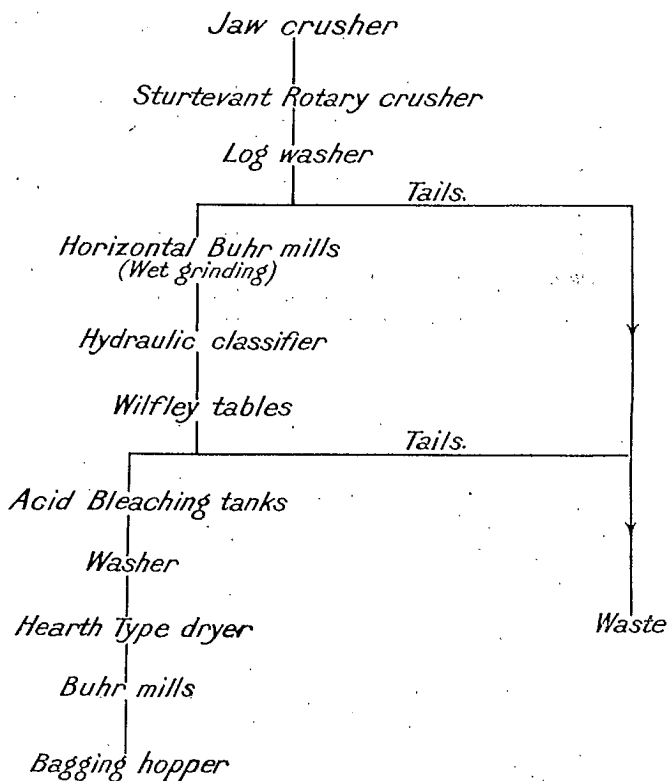 Jaw crusher
Sturtevant Rotary crusher
Log washer
Tails.
Horizontal Buhr mills
(Wet grinding)
Hydraulic classifier
Wilfley tables
Tails.
Acid Bleaching tanks
Washer
Hearth Type dryer
Waste
Buhr mills
Bagging hopper